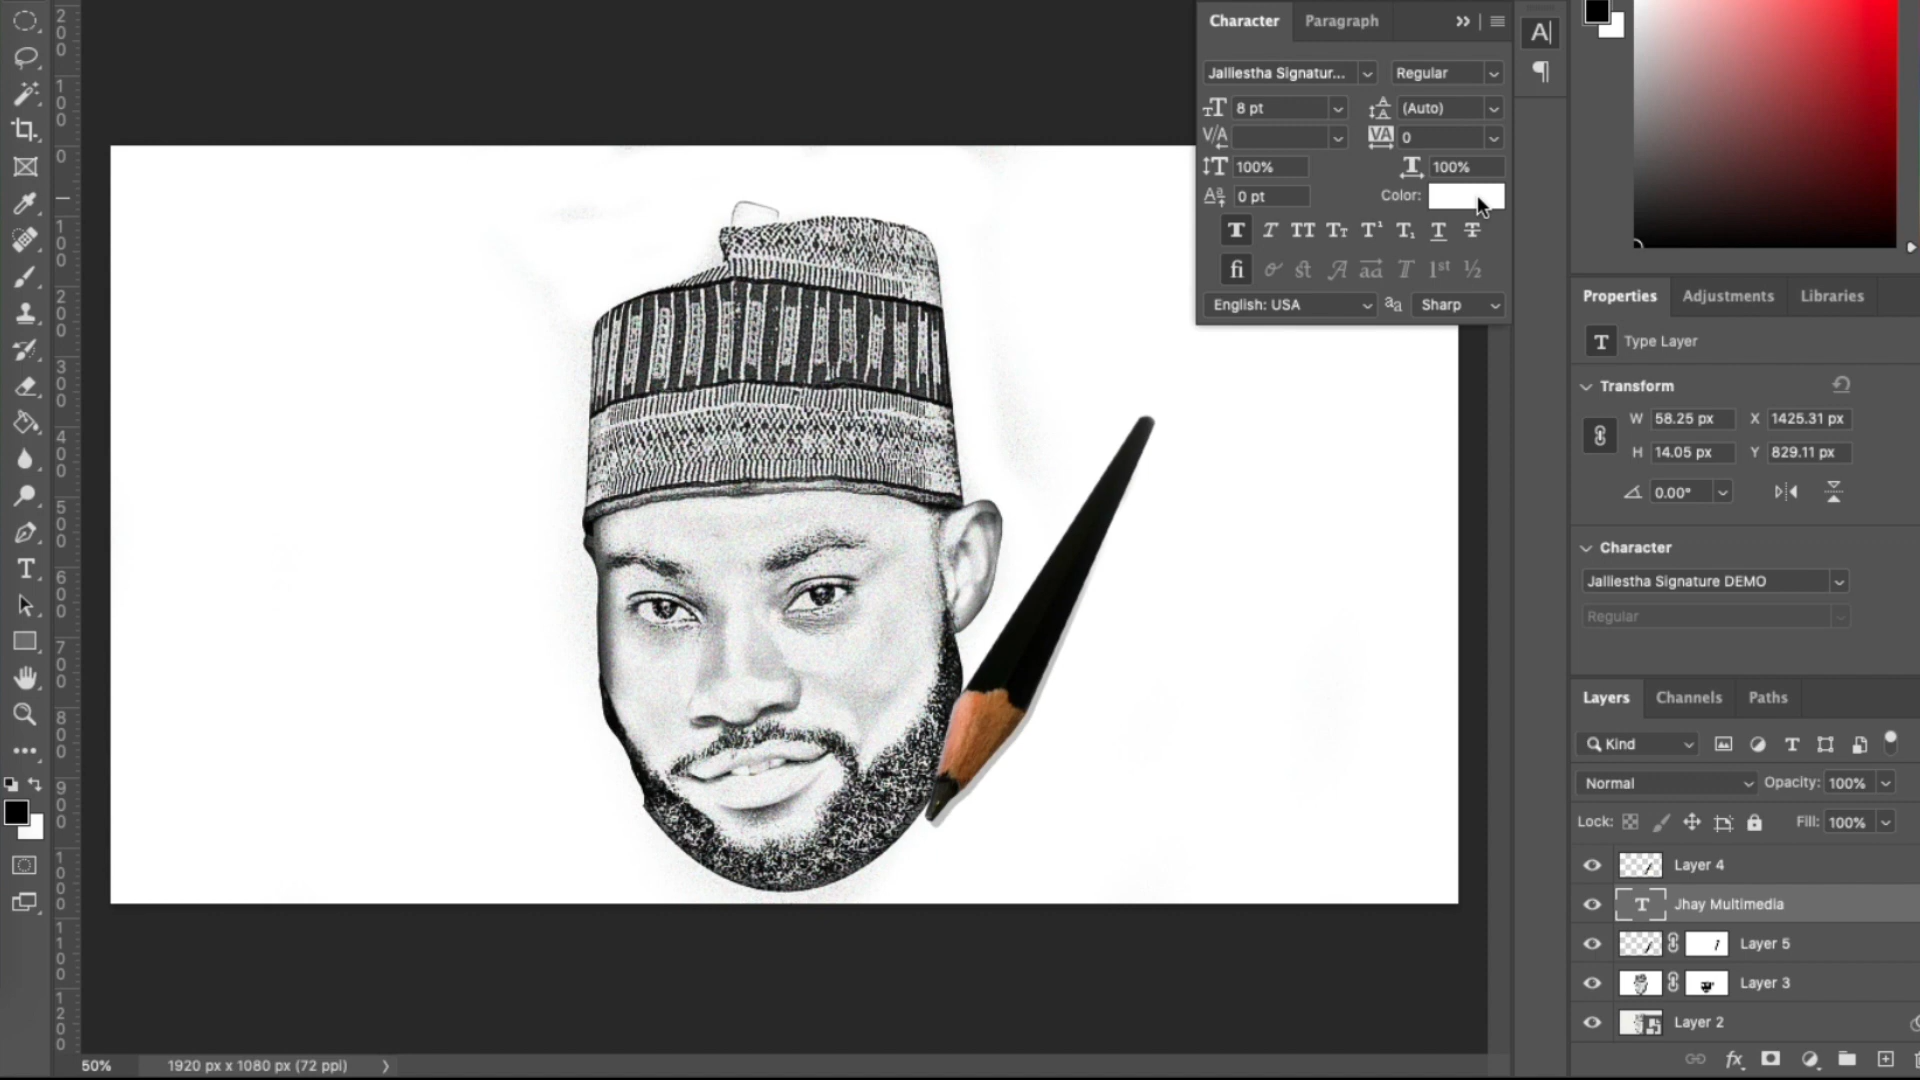 Character
Paragraph
Jalliestha Signatur...
Regular
8 pt
(Auto)
0
100%
100%
0 pt
Color:
English: USA
Sharp
Properties
Adjustments
Libraries
Type Layer
Transform
W 58.25 px
X 1425.31 px
H 14.05 px
Y 829.11 px
0.00°
Character
Jalliestha Signature DEMO
Regular
Layers
Channels
Paths
Kind
Normal
Opacity: 100%
Lock:
Fill: 100%
Layer 4
Jhay Multimedia
Layer 5
Layer 3
Layer 2
50%
1920 px x 1080 px (72 ppi)